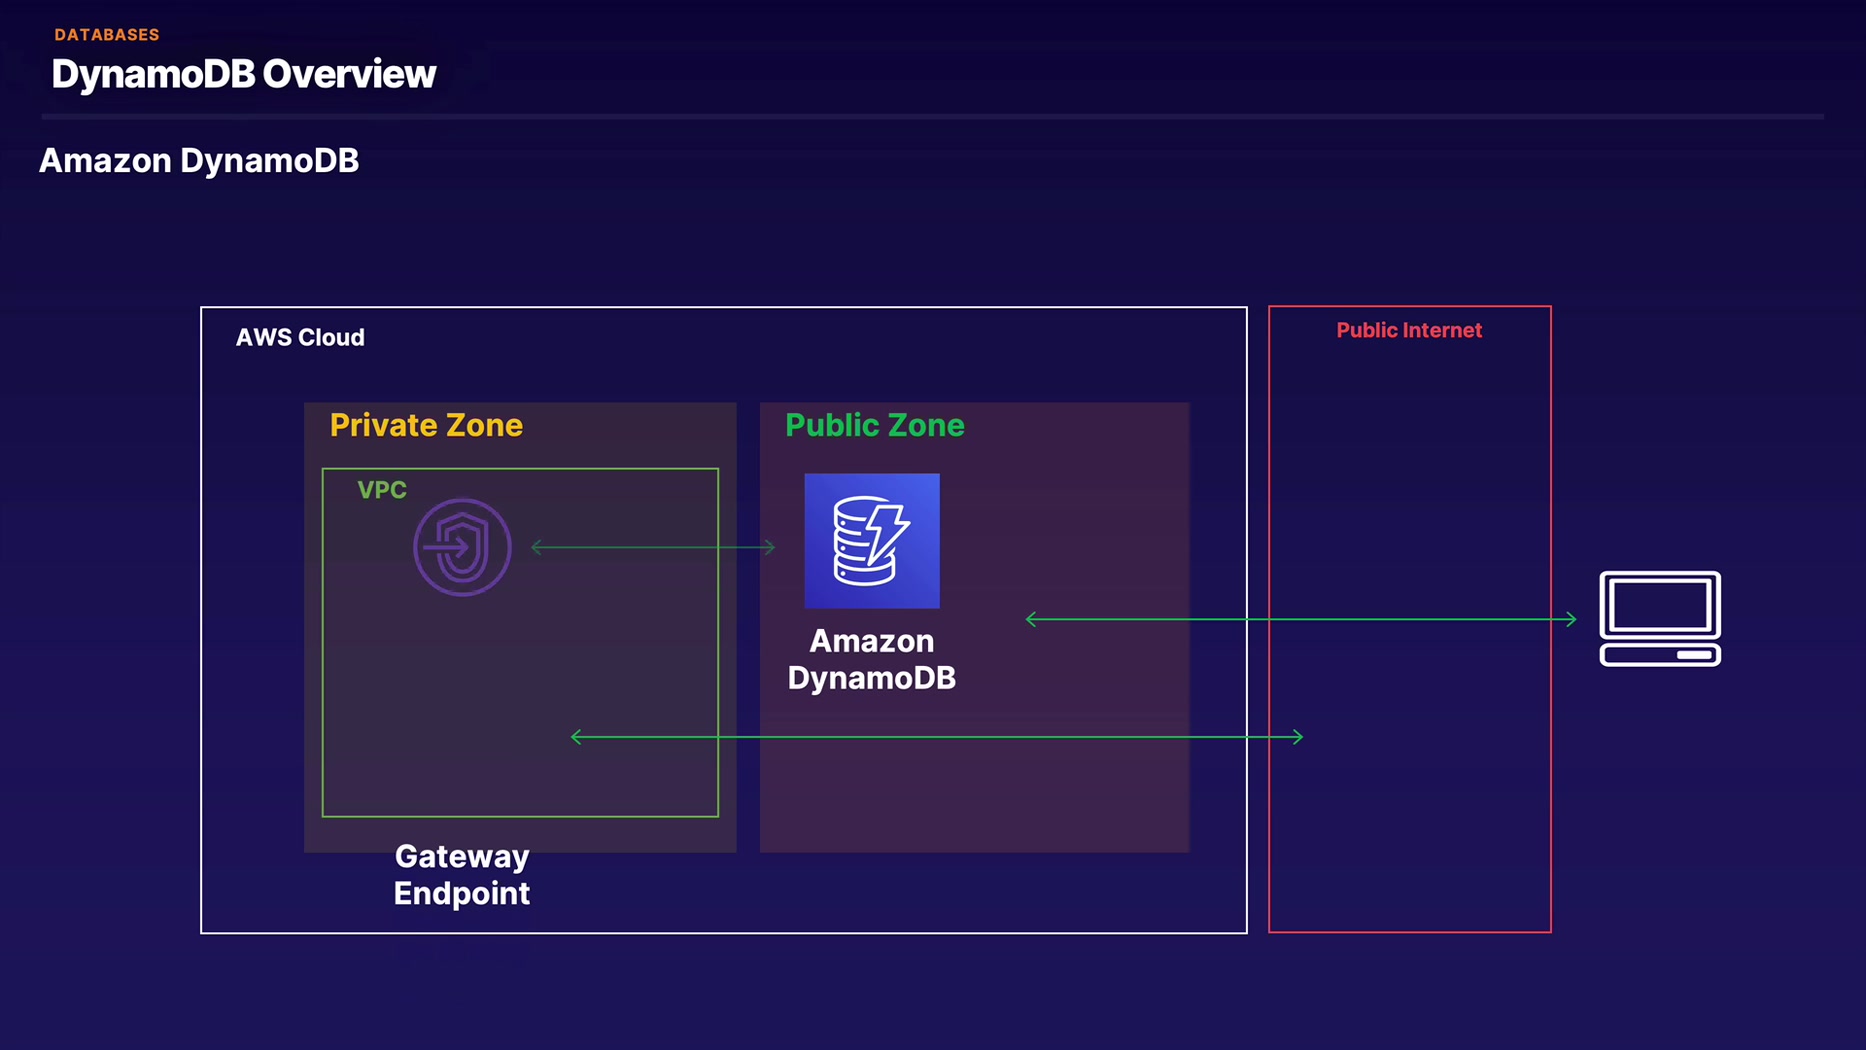 DATABASES
DynamoDB Overview
Amazon DynamoDB
AWS Cloud
Public Internet
Private Zone
Public Zone
VPC
Amazon
DynamoDB
Gateway
Endpoint